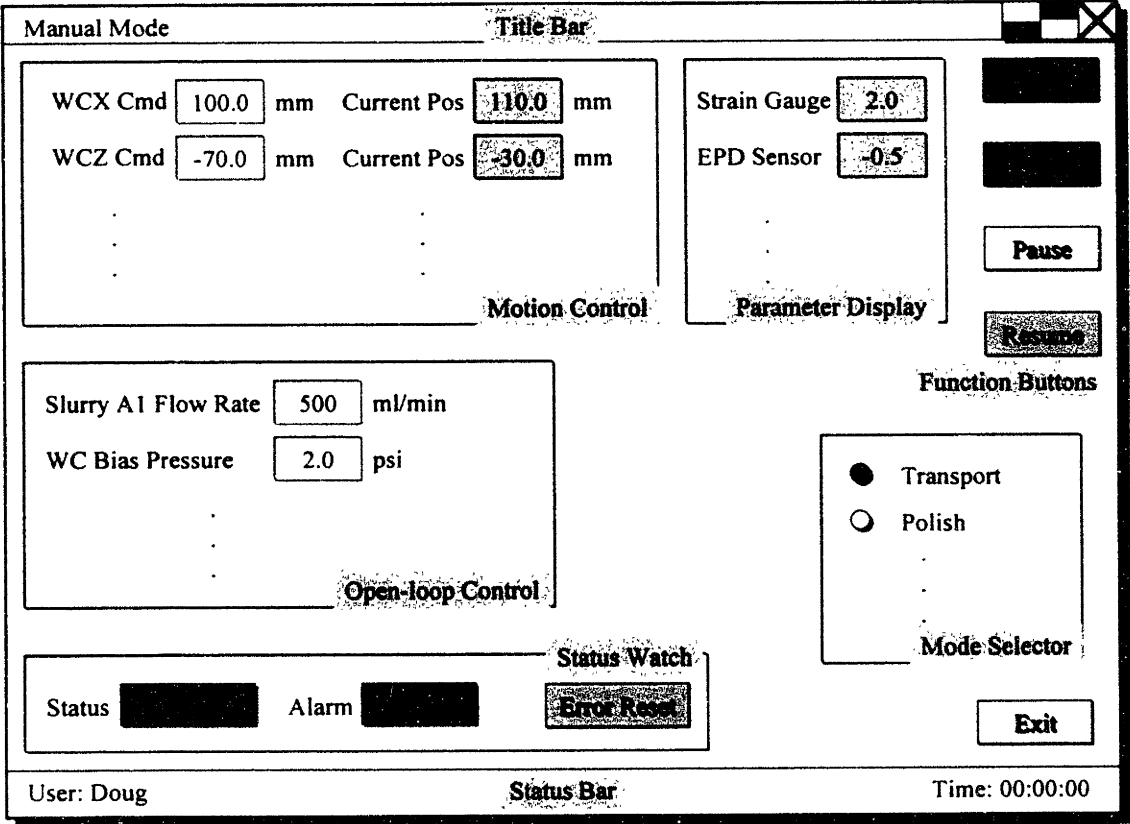 Manual Mode Title Bar
WCX Cmd 100.0 mm Current Pos 110.0 mm
WCZ Cmd -70.0 mm Current Pos -30.0 mm
Motion Control
Strain Gauge 2.0
EPD Sensor -0.5
Parameter Display
Pause
Resume
Function Buttons
Slurry A1 Flow Rate 500 ml/min
WC Bias Pressure 2.0 psi
Open-loop Control
Transport
Polish
Mode Selector
Status Watch
Status Alarm Error Reset
Exit
User: Doug Status Bar Time: 00:00:00